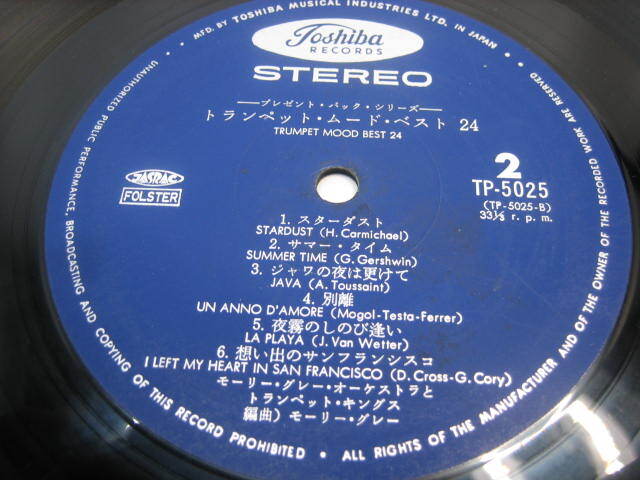 MFD. BY TOSHIBA MUSICAL INDUSTRIES LTD. IN JAPAN • ALL RIGHTS OF THE MANUFACTURER AND OF THE OWNER OF THE RECORDED WORK ARE RESERVED
UNAUTHORIZED PUBLIC PERFORMANCE, BROADCASTING AND COPYING OF THIS RECORD PROHIBITED •
Toshiba
RECORDS
STEREO
—プレゼント・パック・シリーズ—
トランペット・ムード・ベスト 24
TRUMPET MOOD BEST 24
JASRAC
FOLSTER
2
TP-5025
(TP-5025-B)
33⅓ r. p. m.
1. スターダスト
STARDUST (H. Carmichael)
2. サマー・タイム
SUMMER TIME (G. Gershwin)
3. ジャワの夜は更けて
JAVA (A. Toussaint)
4. 別離
UN ANNO D'AMORE (Mogol-Testa-Ferrer)
5. 夜霧のしのび逢い
LA PLAYA (J. Van Wetter)
6. 想い出のサンフランシスコ
I LEFT MY HEART IN SAN FRANCISCO (D. Cross-G. Cory)
モーリー・グレー・オーケストラと
トランペット・キングス
編曲) モーリー・グレー